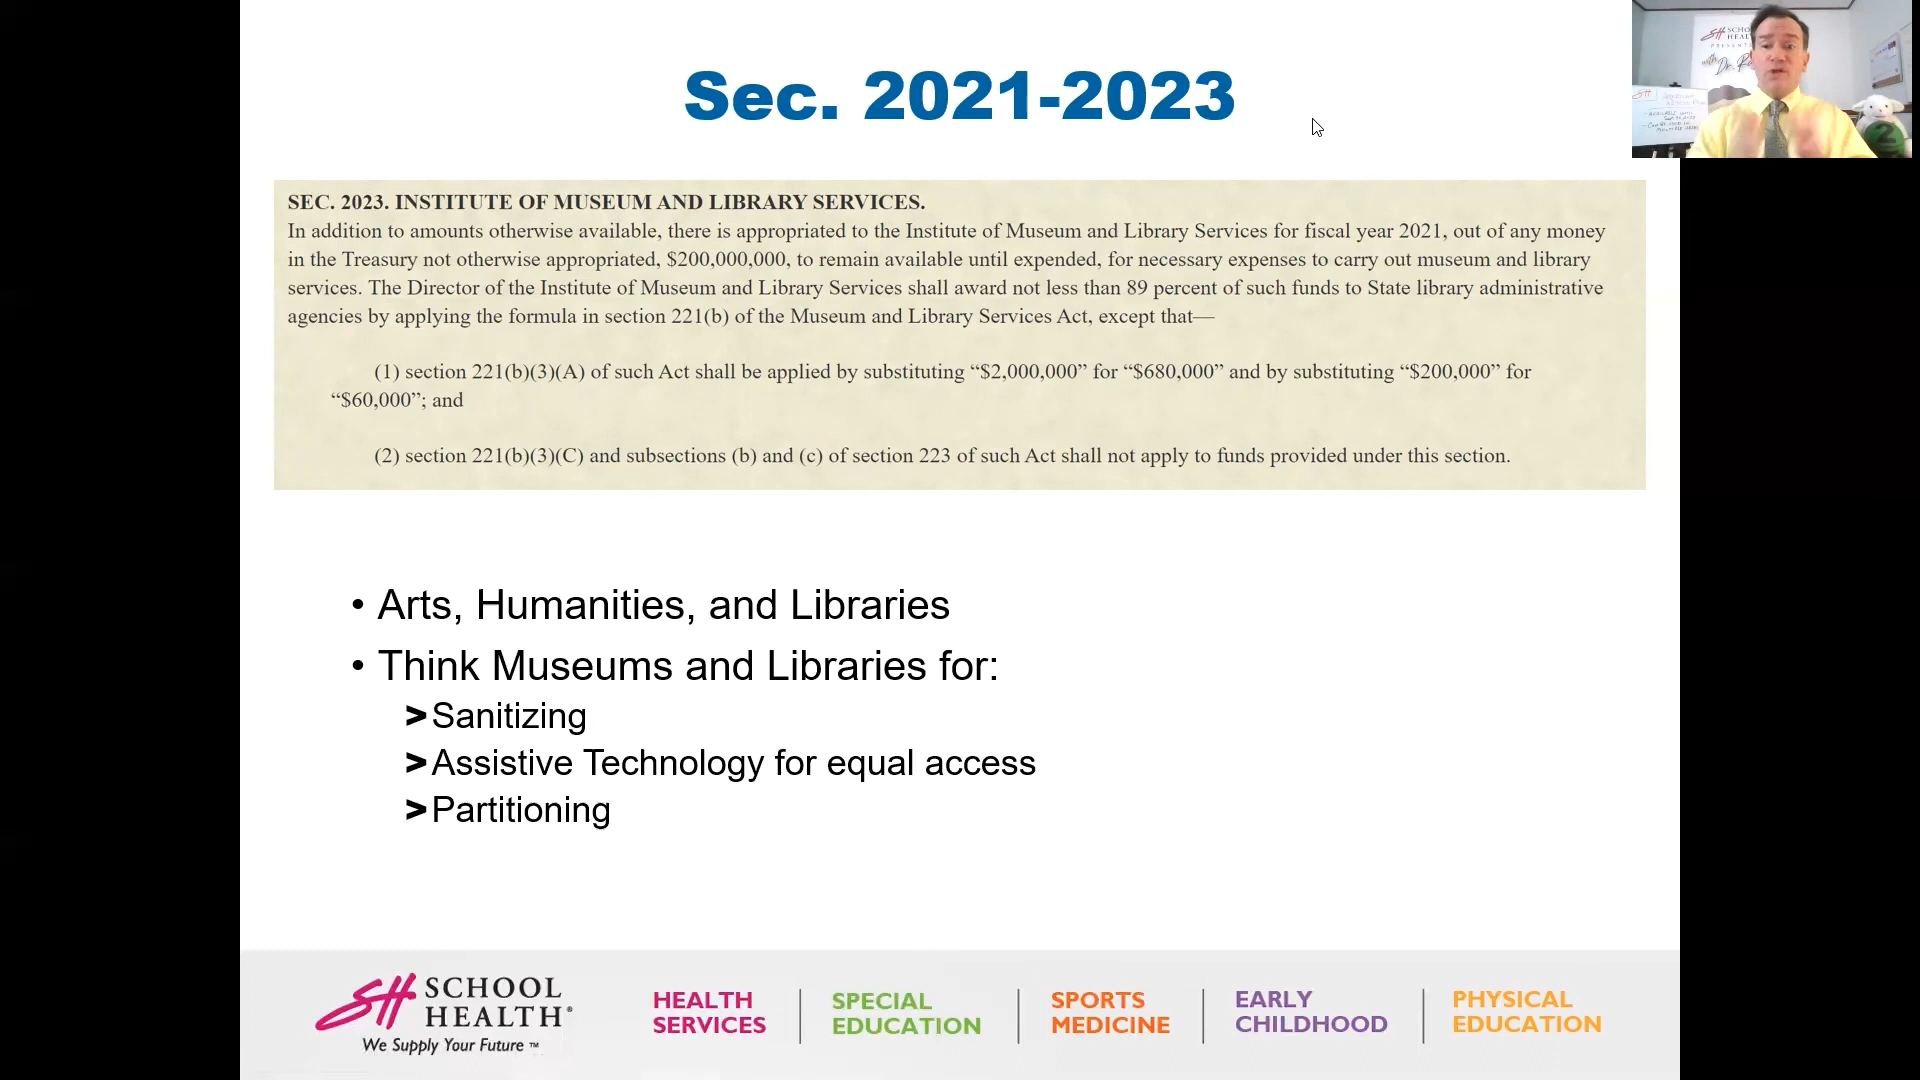 Sec. 2021-2023
SEC. 2023. INSTITUTE OF MUSEUM AND LIBRARY SERVICES.
In addition to amounts otherwise available, there is appropriated to the Institute of Museum and Library Services for fiscal year 2021, out of any money
in the Treasury not otherwise appropriated, $200,000,000, to remain available until expended, for necessary expenses to carry out museum and library
services. The Director of the Institute of Museum and Library Services shall award not less than 89 percent of such funds to State library administrative
agencies by applying the formula in section 221(b) of the Museum and Library Services Act, except that—
(1) section 221(b)(3)(A) of such Act shall be applied by substituting “$2,000,000” for “$680,000” and by substituting “$200,000” for
“$60,000”; and
(2) section 221(b)(3)(C) and subsections (b) and (c) of section 223 of such Act shall not apply to funds provided under this section.
• Arts, Humanities, and Libraries
• Think Museums and Libraries for:
> Sanitizing
> Assistive Technology for equal access
> Partitioning
SH SCHOOL
HEALTH®
We Supply Your Future ™
HEALTH
SERVICES
SPECIAL
EDUCATION
SPORTS
MEDICINE
EARLY
CHILDHOOD
PHYSICAL
EDUCATION
SH
with Dr.
SH
2